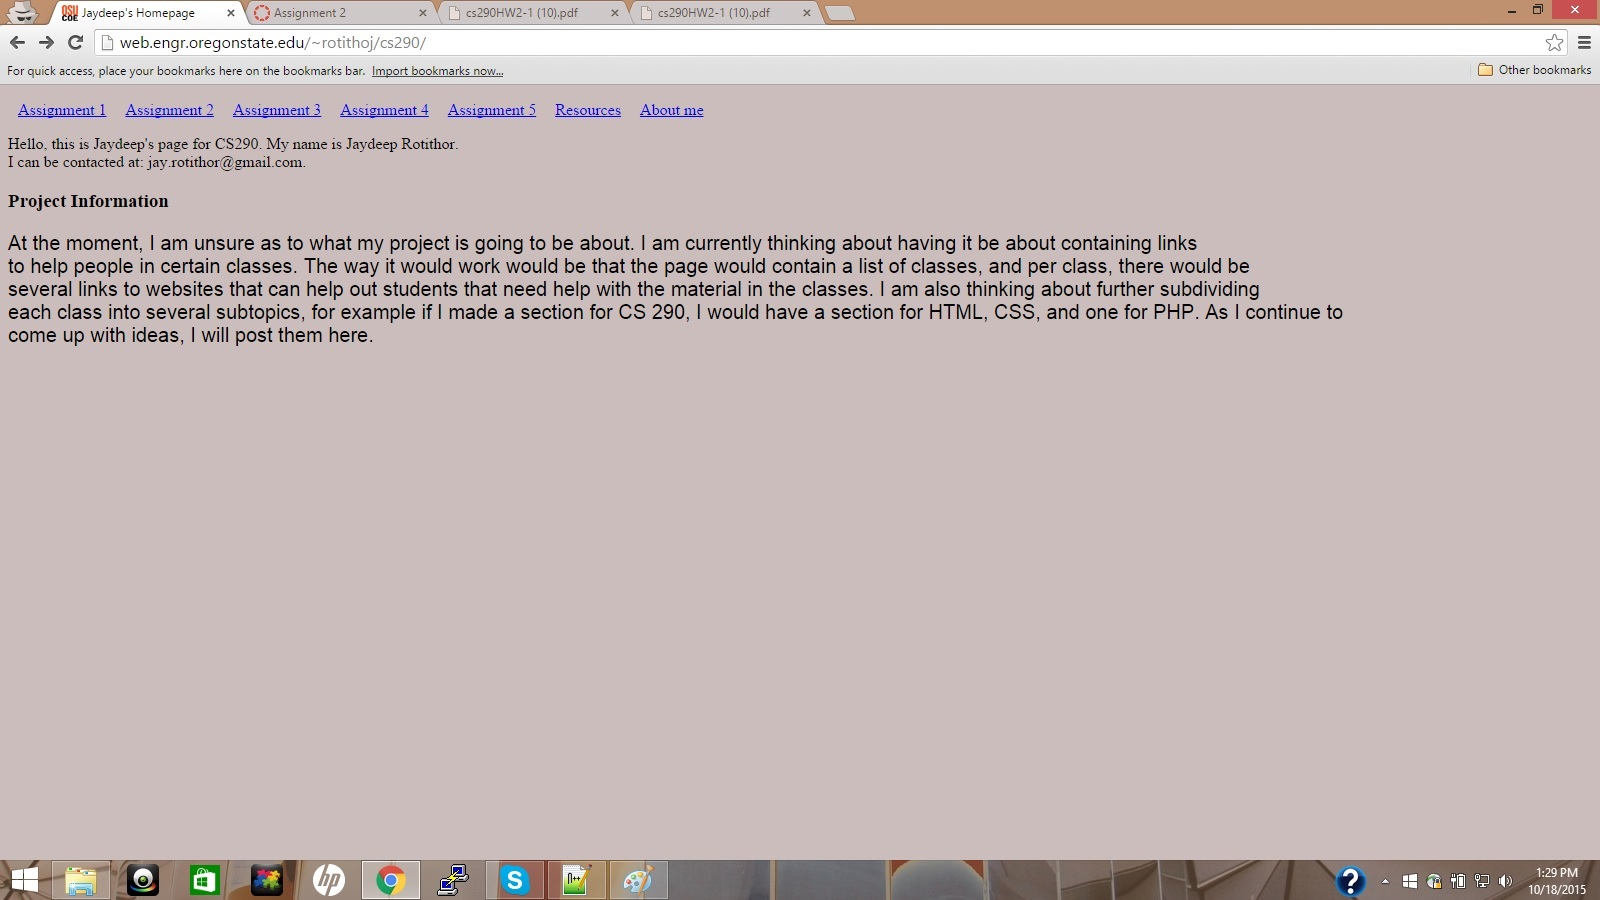 OSU COE Jaydeep's Homepage
Assignment 2
cs290HW2-1 (10).pdf
cs290HW2-1 (10).pdf
web.engr.oregonstate.edu/~rotithoj/cs290/
For quick access, place your bookmarks here on the bookmarks bar. Import bookmarks now...
Other bookmarks
Assignment 1 Assignment 2 Assignment 3 Assignment 4 Assignment 5 Resources About me
Hello, this is Jaydeep's page for CS290. My name is Jaydeep Rotithor.
I can be contacted at: jay.rotithor@gmail.com.
Project Information
At the moment, I am unsure as to what my project is going to be about. I am currently thinking about having it be about containing links
to help people in certain classes. The way it would work would be that the page would contain a list of classes, and per class, there would be
several links to websites that can help out students that need help with the material in the classes. I am also thinking about further subdividing
each class into several subtopics, for example if I made a section for CS 290, I would have a section for HTML, CSS, and one for PHP. As I continue to
come up with ideas, I will post them here.
hp
S
n++
?
1:29 PM
10/18/2015